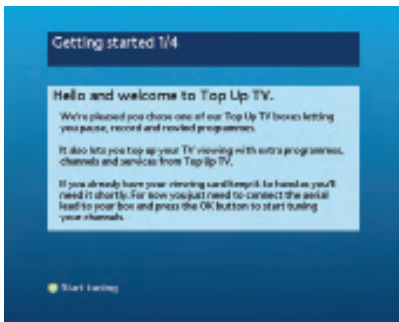 Getting started 1/4
Hello and welcome to Top Up TV.
We're pleased you chose one of our Top Up TV boxes letting
you pause, record and rewind programmes.
It also lets you top up your TV viewing with extra programmes,
channels and services from Top Up TV.
If you already have your viewing card keep it to hand as you'll
need it shortly. For now you just need to connect the aerial
lead to your box and press the OK button to start tuning
your channels.
Start tuning